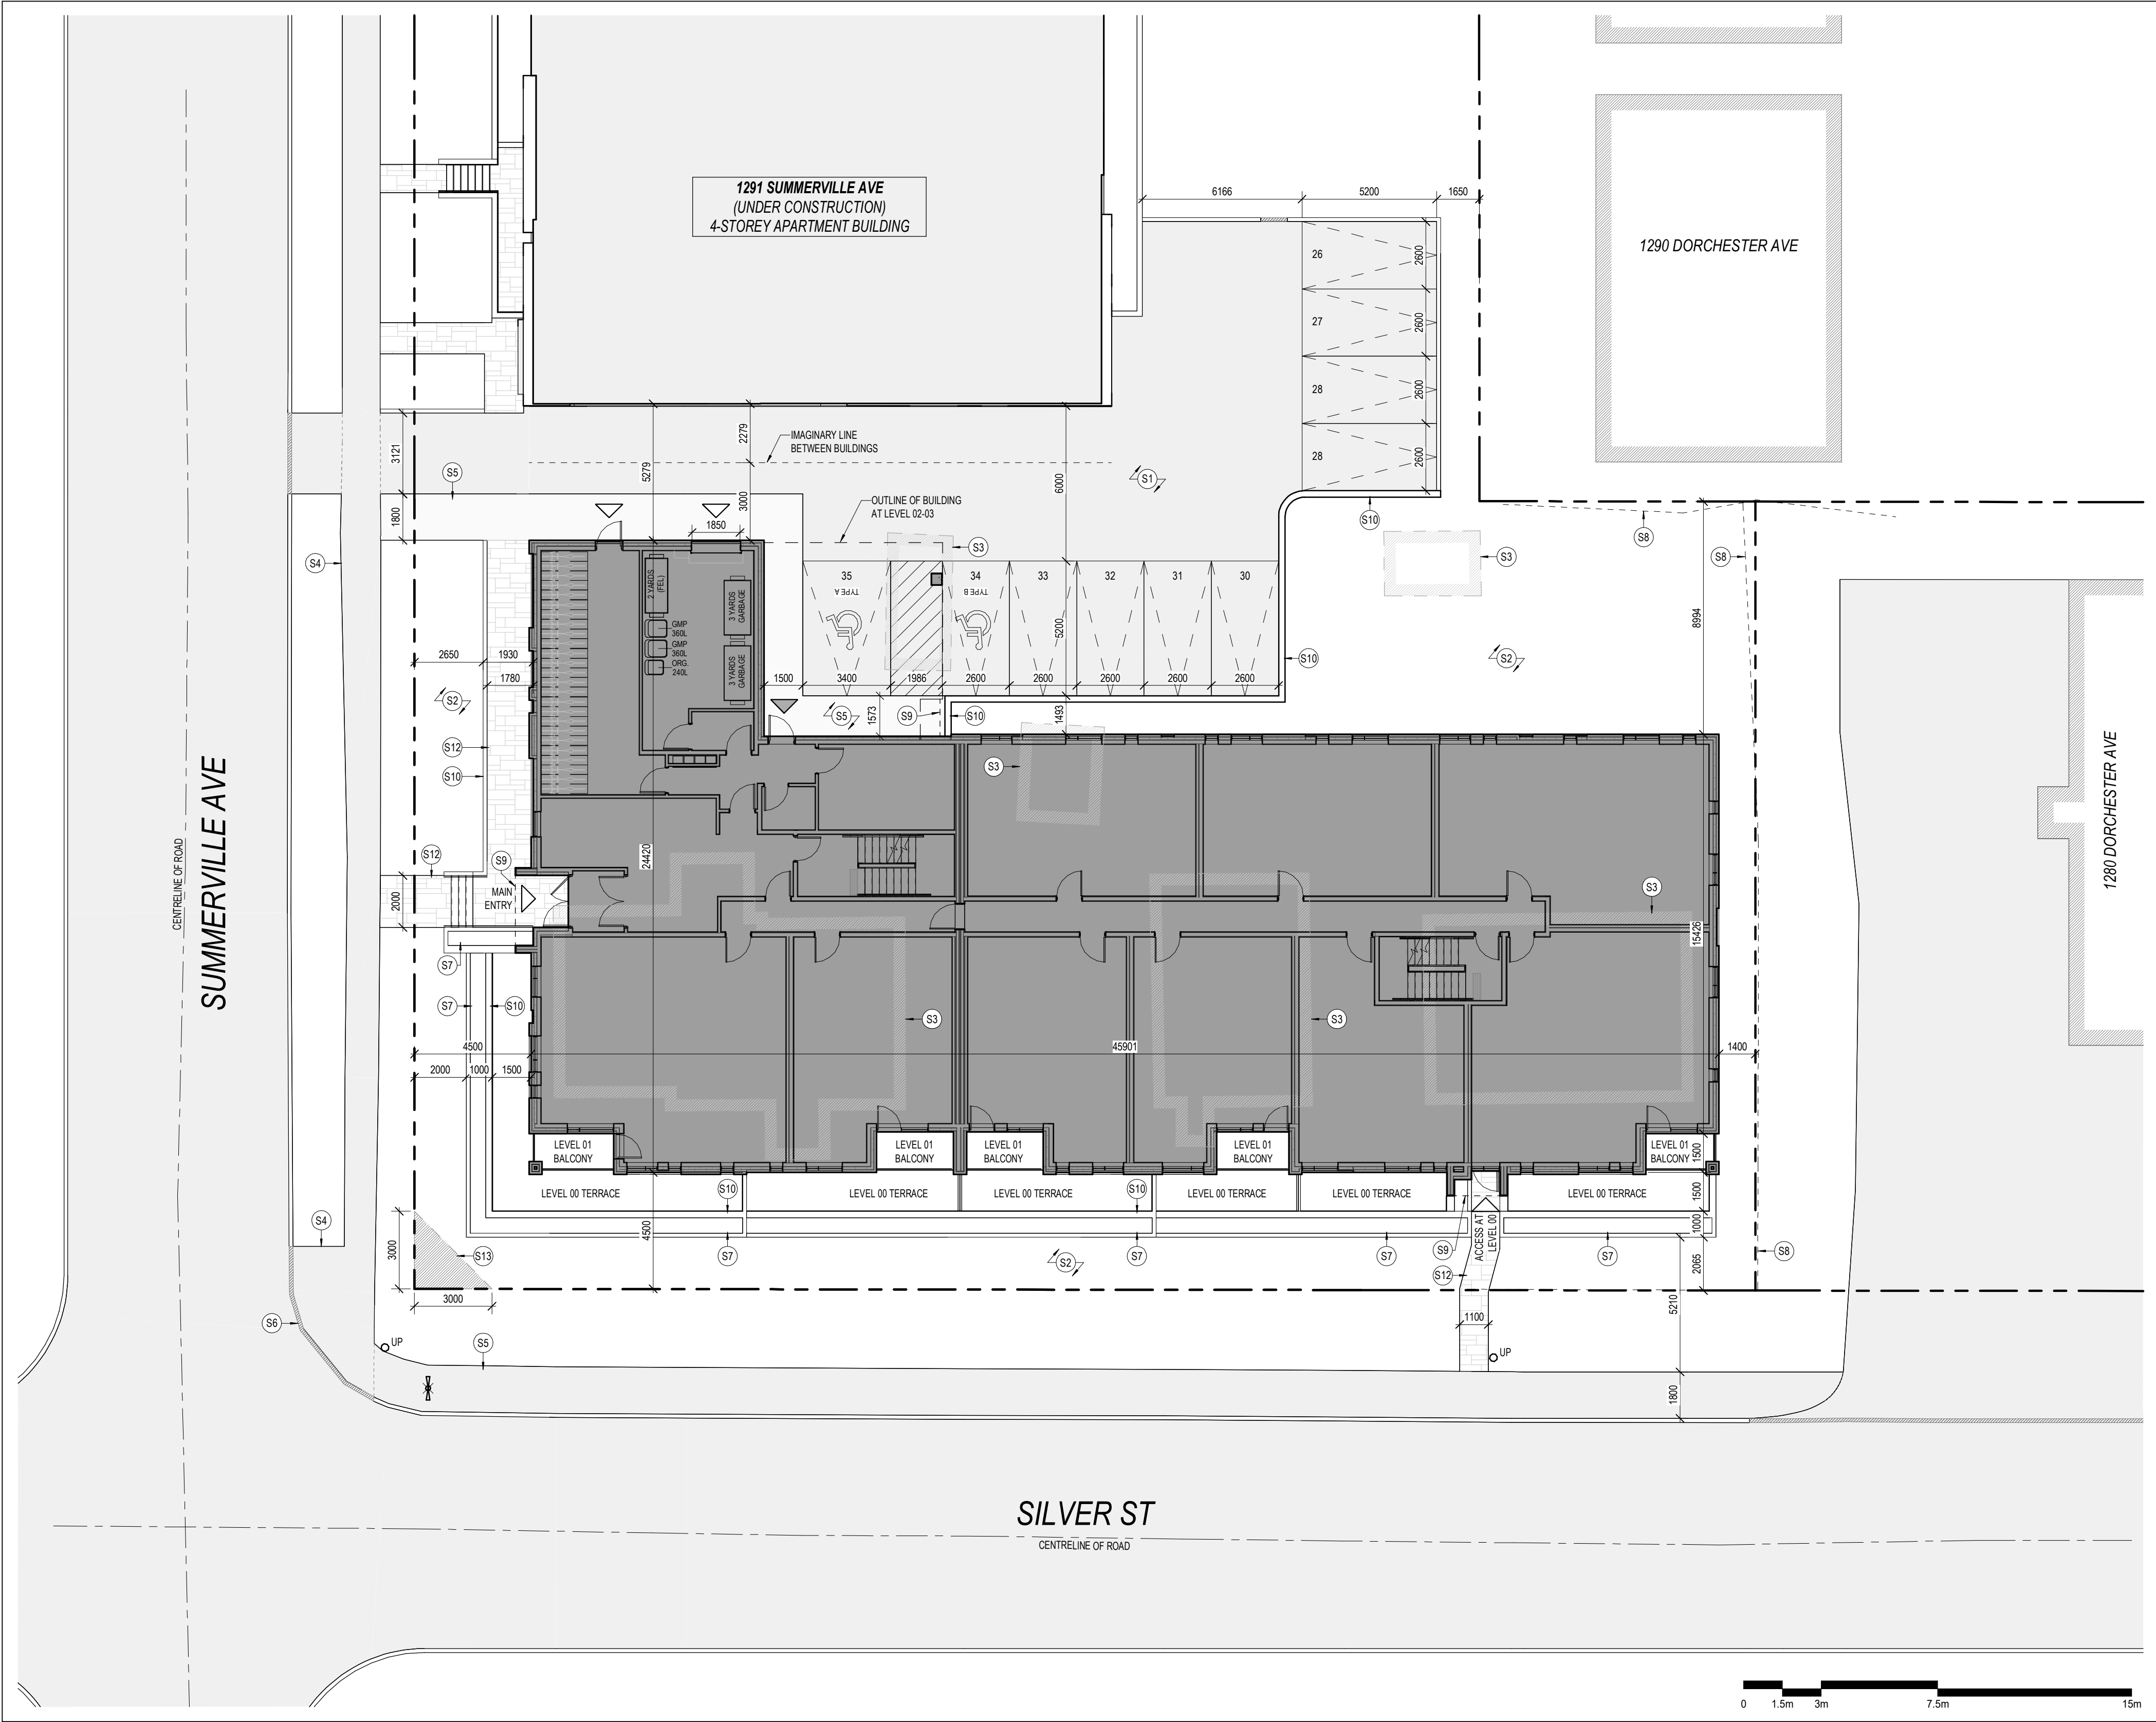 1291 SUMMERVILLE AVE
(UNDER CONSTRUCTION)
4-STOREY APARTMENT BUILDING
6166
5200
1650
1290 DORCHESTER AVE
26
2600
27
2600
28
2600
28
2600
3121
S5
5279
2279
IMAGINARY LINE
BETWEEN BUILDINGS
6000
S1
OUTLINE OF BUILDING
AT LEVEL 02-03
3000
1800
1850
S10
S8
S4
S3
S3
S8
35
TYPE A
34
TYPE B
33
32
31
30
2 YARDS
(FEL)
3 YARDS
GARBAGE
GMP
360L
GMP
360L
ORG.
240L
3 YARDS
GARBAGE
5200
8994
2650
1930
1780
S10
S2
1500
3400
1986
2600
2600
2600
2600
2600
S2
S5
1573
S9
S10
1493
S12
S10
S3
SUMMERVILLE AVE
CENTRELINE OF ROAD
1280 DORCHESTER AVE
S12
S9
24420
MAIN
ENTRY
2000
S3
15426
S7
S7
S10
S3
S3
4500
45901
1400
2000
1000
1500
LEVEL 01
BALCONY
LEVEL 01
BALCONY
LEVEL 01
BALCONY
LEVEL 01
BALCONY
LEVEL 01
BALCONY
1500
LEVEL 00 TERRACE
S10
LEVEL 00 TERRACE
LEVEL 00 TERRACE
S10
LEVEL 00 TERRACE
LEVEL 00 TERRACE
LEVEL 00 TERRACE
1500
S4
4500
ACCESS AT
LEVEL 00
1000
3000
S13
S7
S2
S7
S7
S9
S7
S8
S12
2065
3000
5210
S6
UP
S5
1100
UP
1800
SILVER ST
CENTRELINE OF ROAD
0
1.5m
3m
7.5m
15m